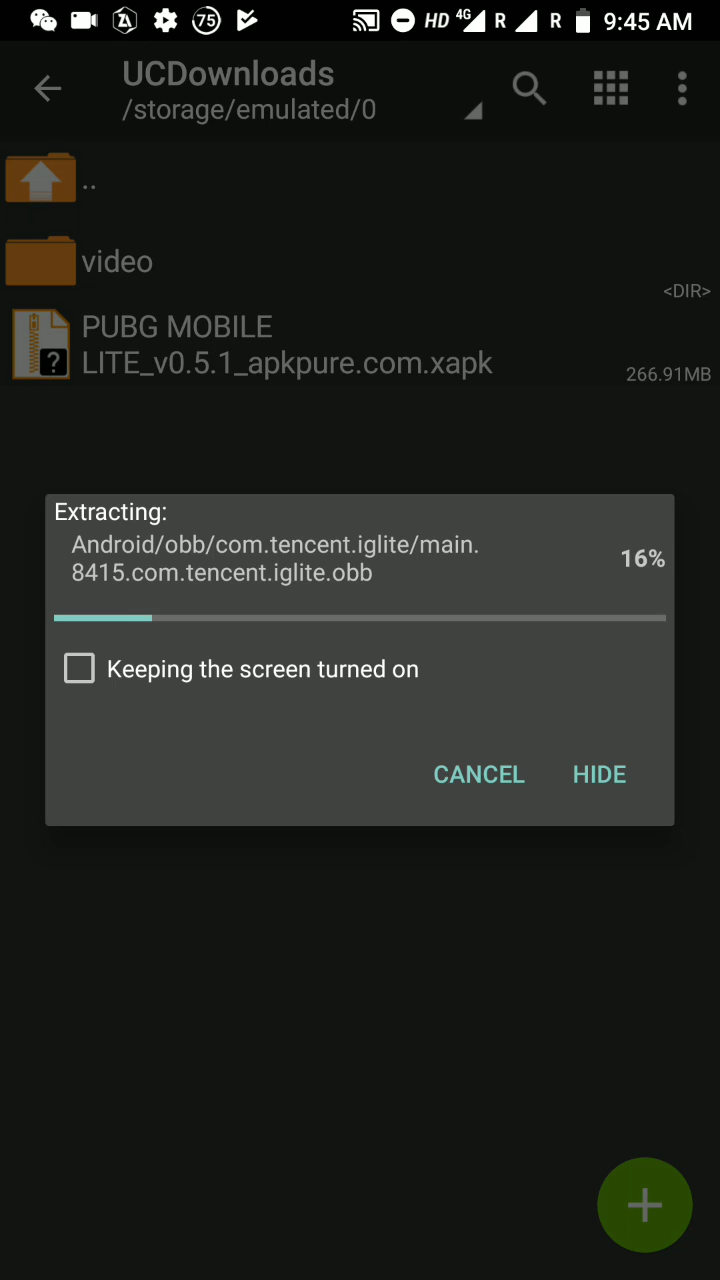 75
HD 4G R R 9:45 AM
UCDownloads
/storage/emulated/0
..
video
<DIR>
PUBG MOBILE
LITE_v0.5.1_apkpure.com.xapk
?
266.91MB
Extracting:
Android/obb/com.tencent.iglite/main.
8415.com.tencent.iglite.obb
16%
Keeping the screen turned on
CANCEL HIDE